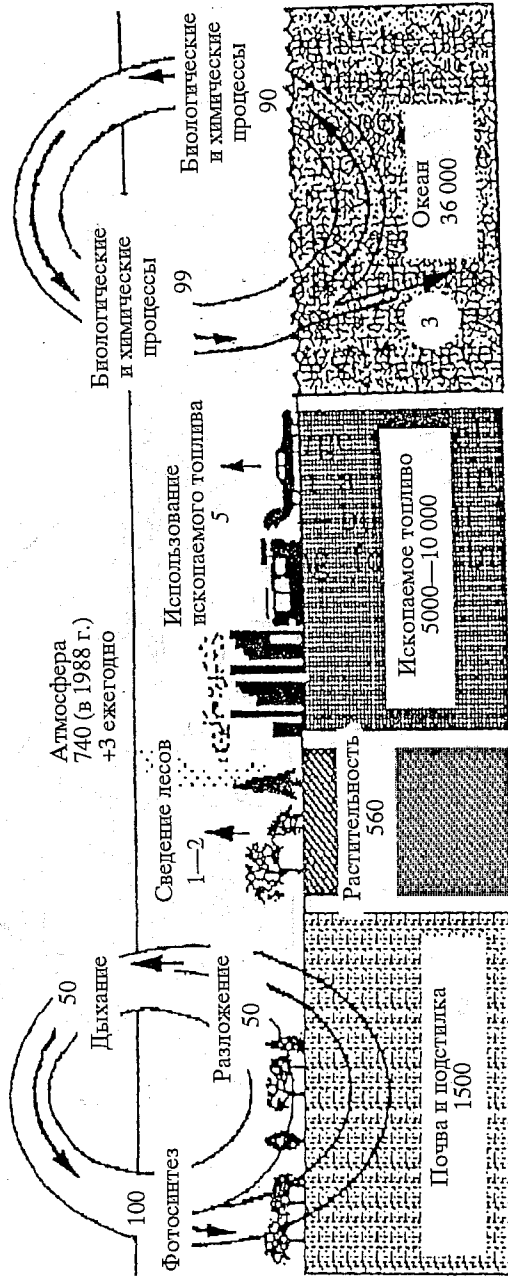 Атмосфера
740 (в 1988 г.)
+3 ежегодно
100
Фотосинтез
50
Дыхание
Разложение
50
Сведение лесов
1—2
Использование
ископаемого топлива
5
Биологические
и химические
процессы
99
Биологические
и химические
процессы
90
Почва и подстилка
1500
Растительность
560
Ископаемое топливо
5000—10 000
3
Океан
36 000